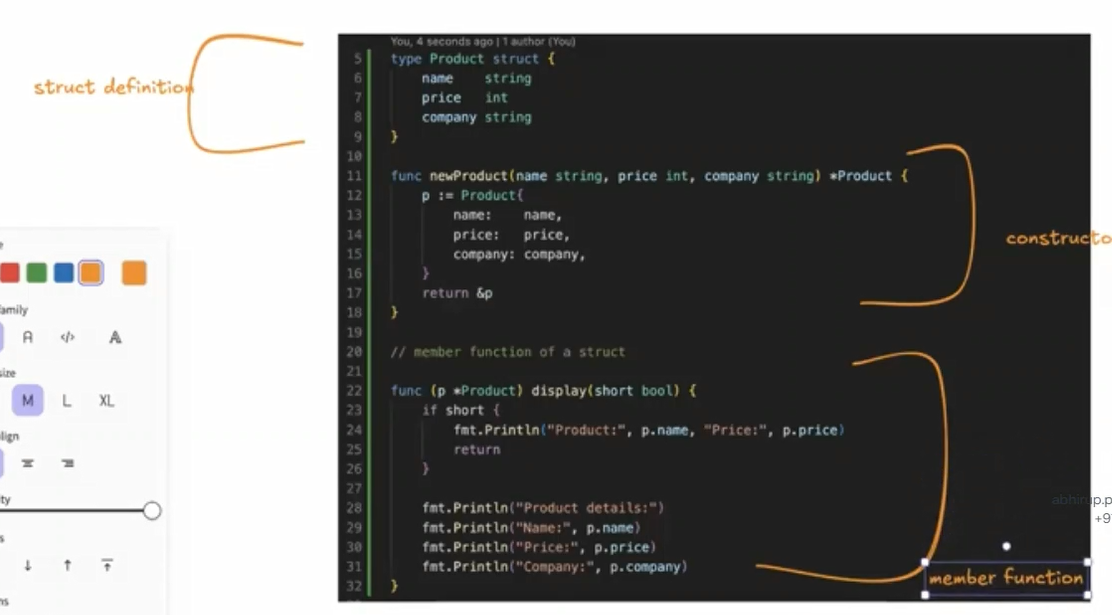 struct definition
You, 4 seconds ago | 1 author (You)
5 type Product struct {
6 name string
7 price int
8 company string
9 }
10
11 func newProduct(name string, price int, company string) *Product {
12 p := Product{
13 name: name,
14 price: price,
15 company: company,
16 }
17 return &p
18 }
19
20 // member function of a struct
21
22 func (p *Product) display(short bool) {
23 if short {
24 fmt.Println("Product:", p.name, "Price:", p.price)
25 return
26 }
27
28 fmt.Println("Product details:")
29 fmt.Println("Name:", p.name)
30 fmt.Println("Price:", p.price)
31 fmt.Println("Company:", p.company)
32 }
constructo
member function
family
A </> A
size
M L XL
lign
ity
s
ns
abhirup.p
+9